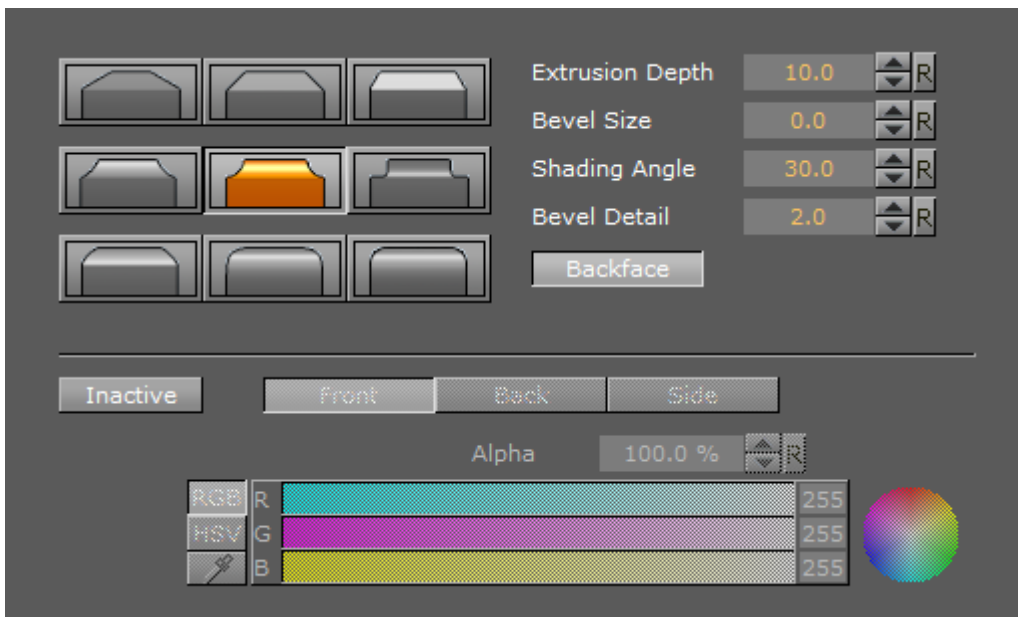 Extrusion Depth 10.0 R
Bevel Size 0.0 R
Shading Angle 30.0 R
Bevel Detail 2.0 R
Backface
Inactive Front Back Side
Alpha 100.0 % R
RGB R 255
HSV G 255
B 255